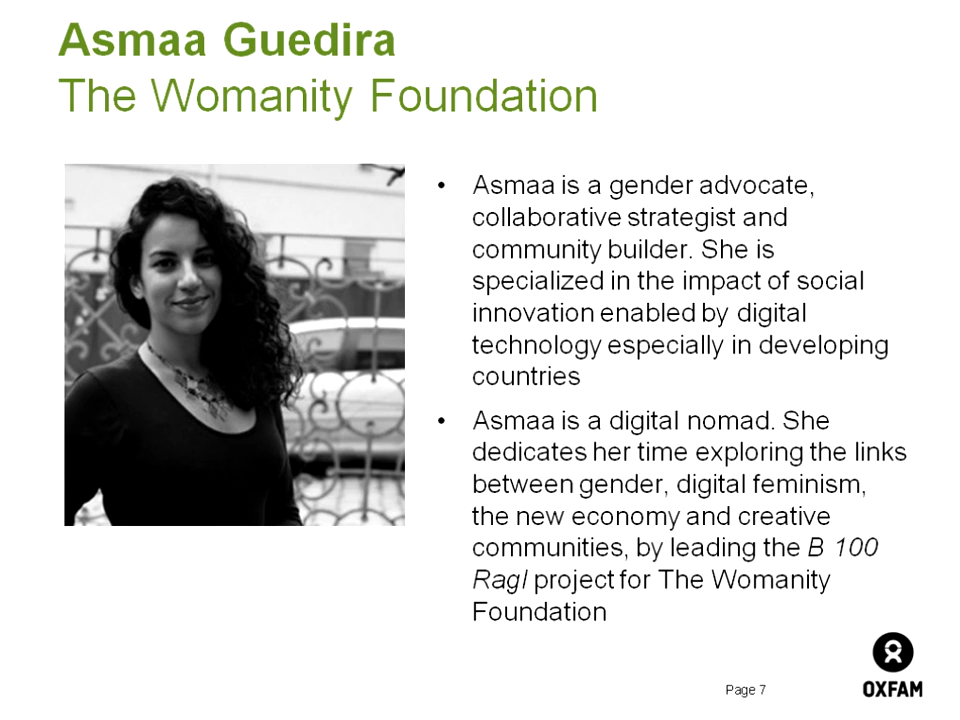 Asmaa Guedira
The Womanity Foundation
• Asmaa is a gender advocate,
collaborative strategist and
community builder. She is
specialized in the impact of social
innovation enabled by digital
technology especially in developing
countries
• Asmaa is a digital nomad. She
dedicates her time exploring the links
between gender, digital feminism,
the new economy and creative
communities, by leading the B 100
Ragl project for The Womanity
Foundation
Page 7
OXFAM